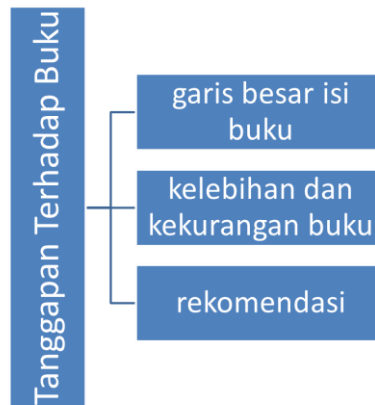 Tanggapan Terhadap Buku
garis besar isi
buku
kelebihan dan
kekurangan buku
rekomendasi